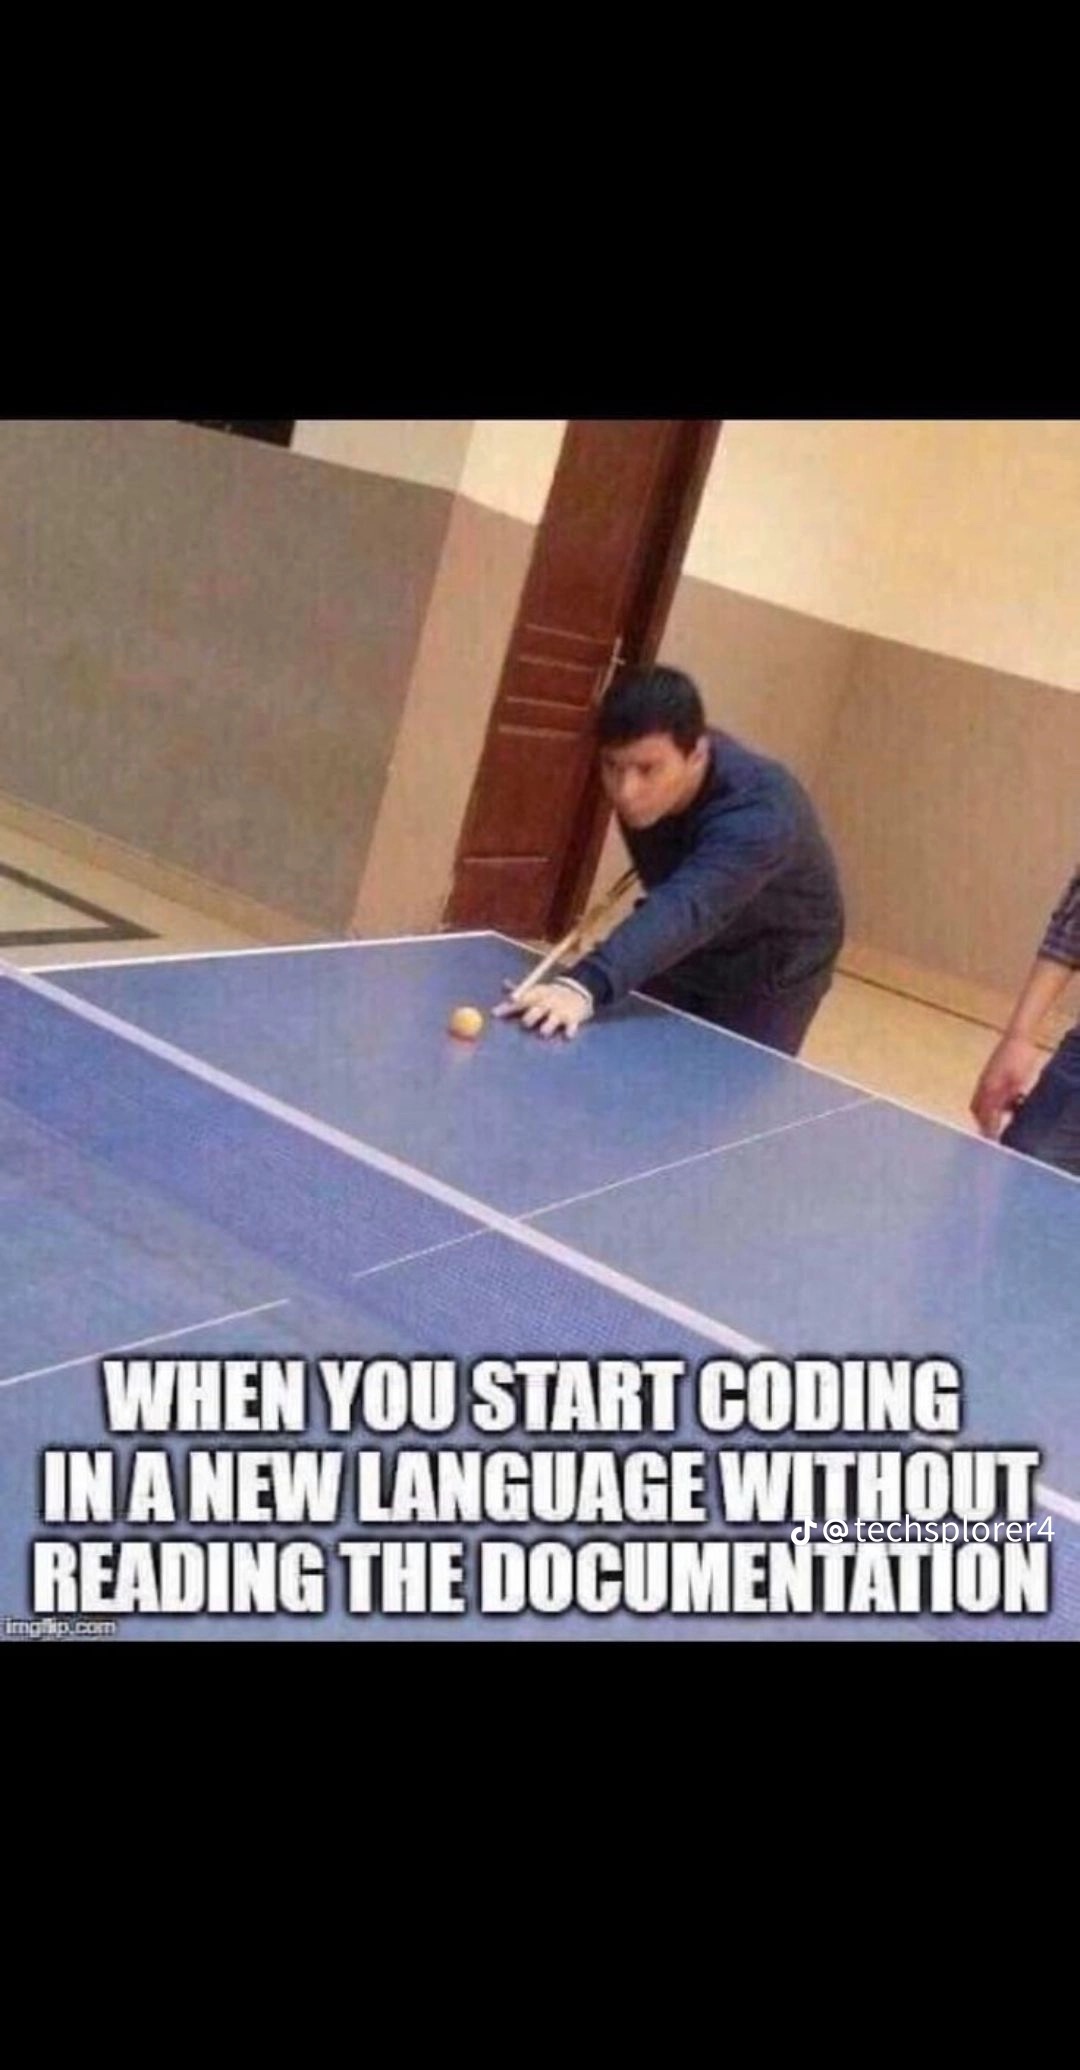 WHEN YOU START CODING
IN A NEW LANGUAGE WITHOUT
@techsplorer4
READING THE DOCUMENTATION
imgflip.com